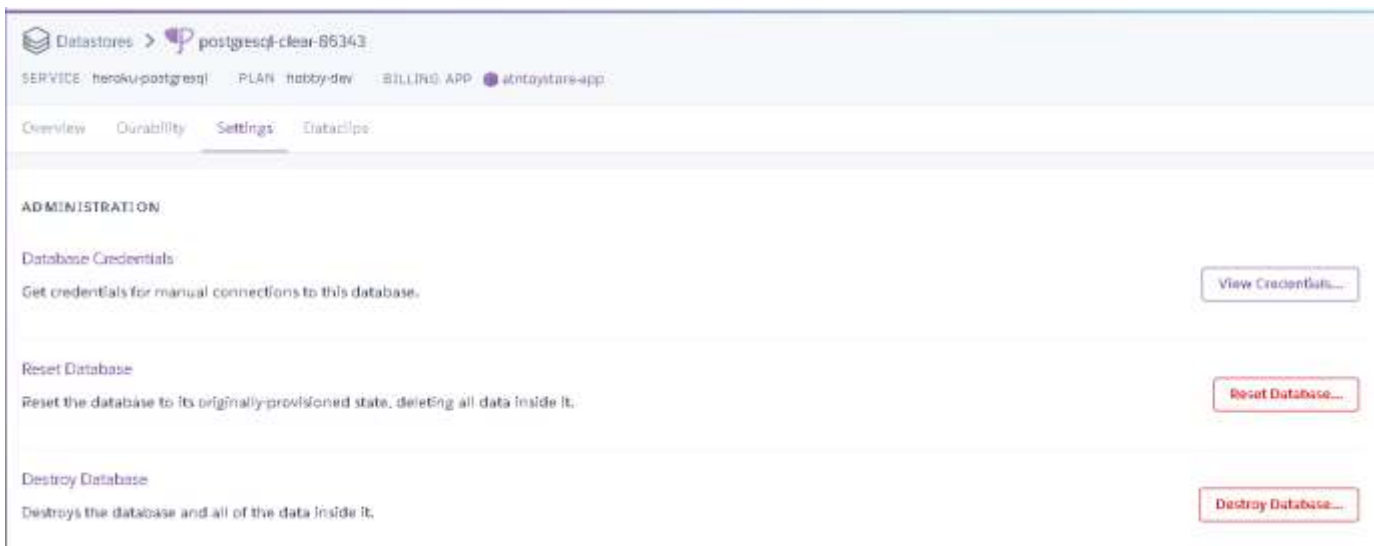 Datastores > postgresql-clear-86343
SERVICE heroku-postgresql PLAN hobby-dev BILLING APP atntoystore-app
Overview Durability Settings Dataclips
ADMINISTRATION
Database Credentials
Get credentials for manual connections to this database.
View Credentials...
Reset Database
Reset the database to its originally-provisioned state, deleting all data inside it.
Reset Database...
Destroy Database
Destroys the database and all of the data inside it.
Destroy Database...